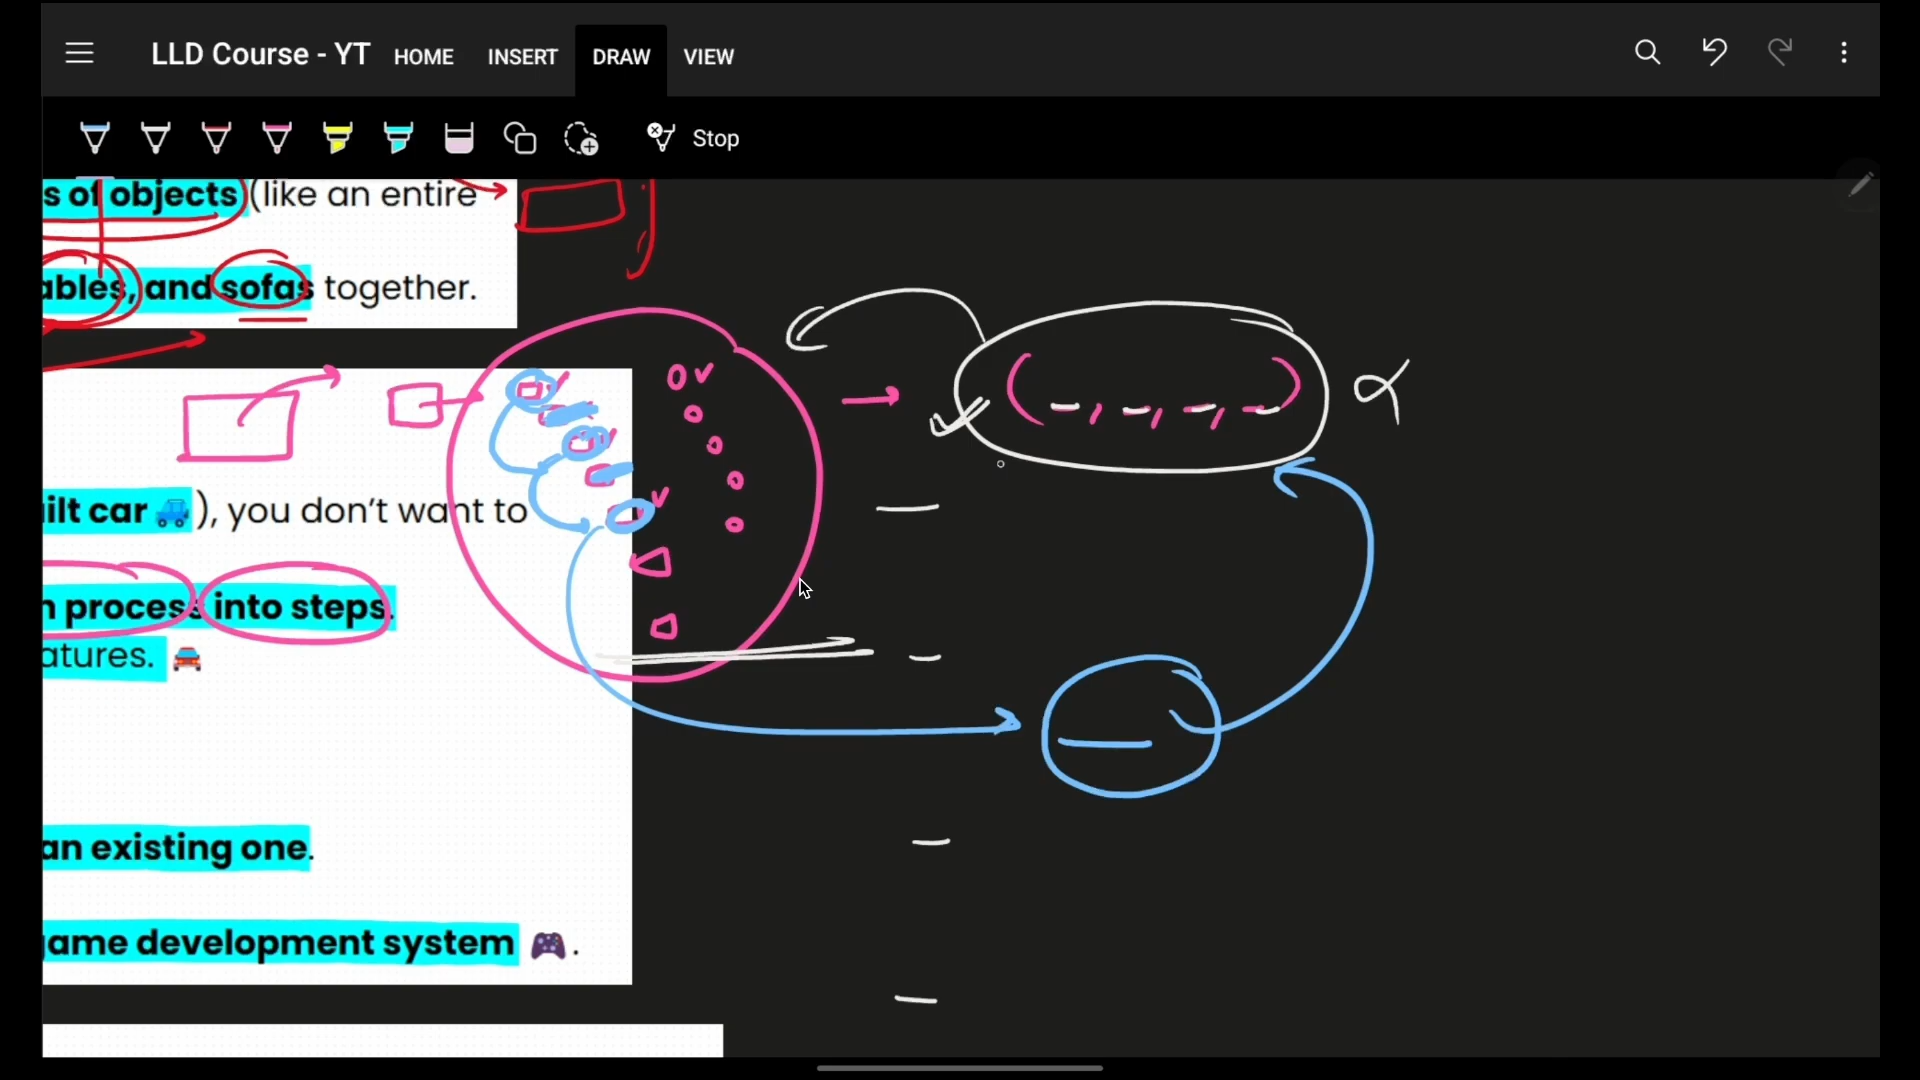 LLD Course - YT HOME INSERT DRAW VIEW
Stop
s of objects (like an entire
ables, and sofas together.
ilt car 🚙), you don't want to
n process into steps.
atures. 🚘
an existing one.
game development system 🎮.